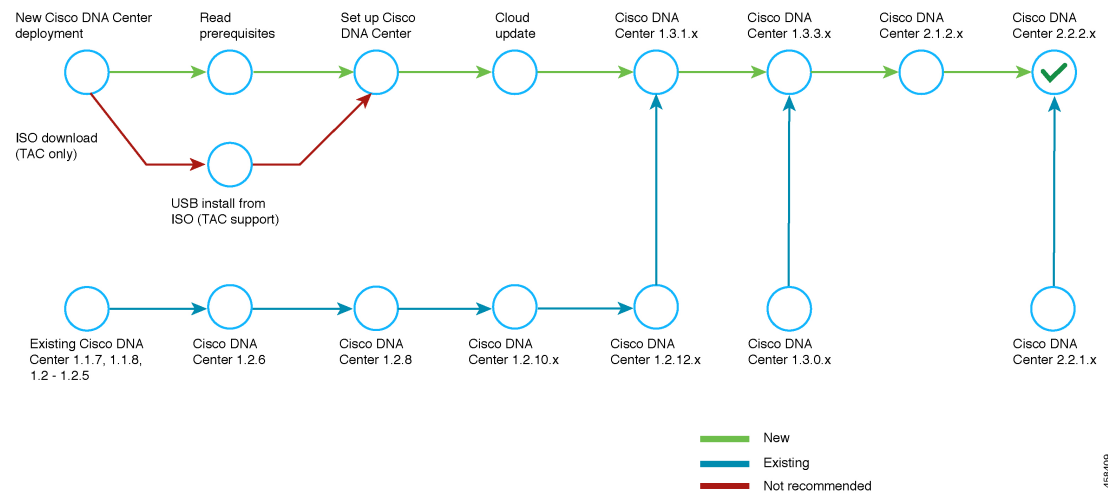 New Cisco DNA Center
deployment
Read
prerequisites
Set up Cisco
DNA Center
Cloud
update
Cisco DNA
Center 1.3.1.x
Cisco DNA
Center 1.3.3.x
Cisco DNA
Center 2.1.2.x
Cisco DNA
Center 2.2.2.x
ISO download
(TAC only)
USB install from
ISO (TAC support)
Existing Cisco DNA
Center 1.1.7, 1.1.8,
1.2 - 1.2.5
Cisco DNA
Center 1.2.6
Cisco DNA
Center 1.2.8
Cisco DNA
Center 1.2.10.x
Cisco DNA
Center 1.2.12.x
Cisco DNA
Center 1.3.0.x
Cisco DNA
Center 2.2.1.x
New
Existing
Not recommended
458409